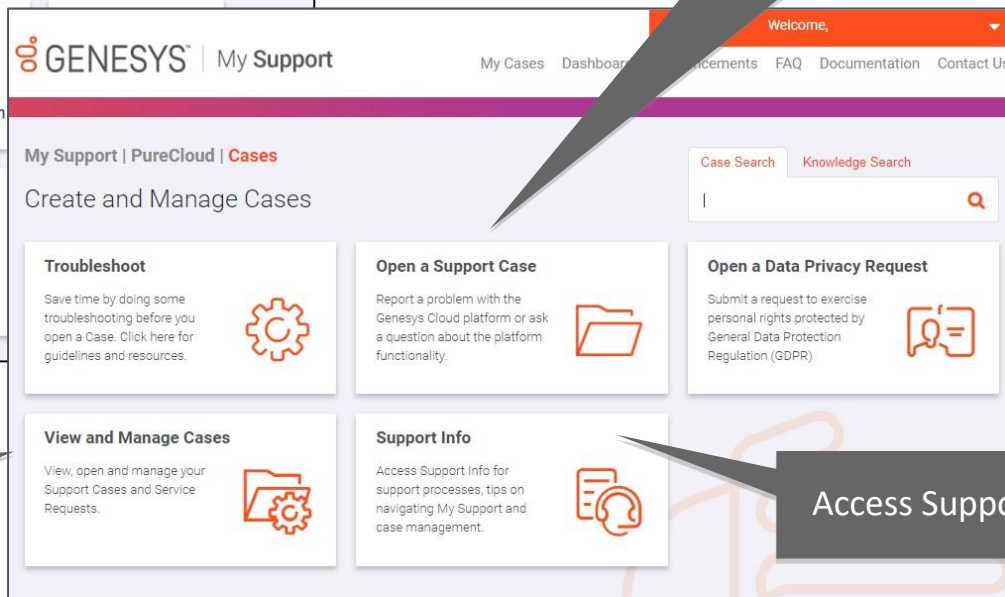 Welcome,
GENESYS™ | My Support
My Cases Dashboar ncements FAQ Documentation Contact Us
My Support | PureCloud | Cases
Case Search Knowledge Search
Create and Manage Cases
Troubleshoot
Save time by doing some
troubleshooting before you
open a Case. Click here for
guidelines and resources.
Open a Support Case
Report a problem with the
Genesys Cloud platform or ask
a question about the platform
functionality.
Open a Data Privacy Request
Submit a request to exercise
personal rights protected by
General Data Protection
Regulation (GDPR)
View and Manage Cases
View, open and manage your
Support Cases and Service
Requests.
Support Info
Access Support Info for
support processes, tips on
navigating My Support and
case management.
Access Suppo